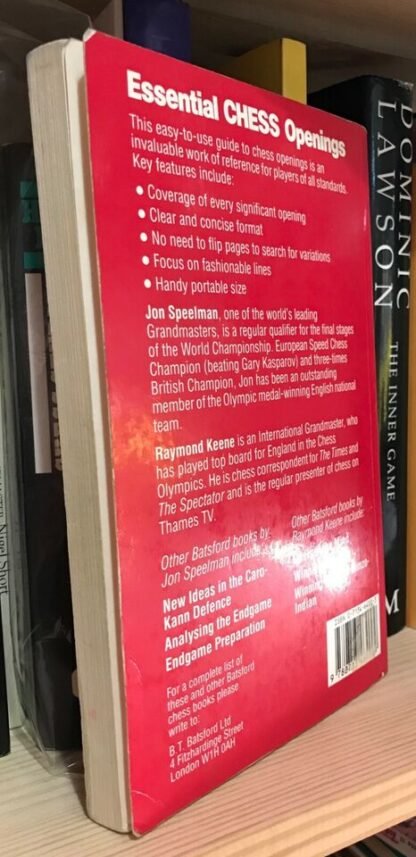 Essential CHESS Openings
This easy-to-use guide to chess openings is an
invaluable work of reference for players of all standards.
Key features include:
• Coverage of every significant opening
• Clear and concise format
• No need to flip pages to search for variations
• Focus on fashionable lines
• Handy portable size
Jon Speelman, one of the world's leading
Grandmasters, is a regular qualifier for the final stages
of the World Championship. European Speed Chess
Champion (beating Gary Kasparov) and three-times
British Champion, Jon has been an outstanding
member of the Olympic medal-winning English national
team.
Raymond Keene is an International Grandmaster, who
has played top board for England in the Chess
Olympics. He is chess correspondent for The Times and
The Spectator and is the regular presenter of chess on
Thames TV.
Other Batsford books by
Jon Speelman include:
New Ideas in the Caro-
Kann Defence
Analysing the Endgame
Endgame Preparation
Other Batsford books by
Raymond Keene include:
Winning
Indian
For a complete list of
these and other Batsford
chess books please
write to:
B T. Batsford Ltd
4 Fitzhardinge Street
London W1H 0AH
ISBN
DOMINIC
LAWSON
THE INNER GAME